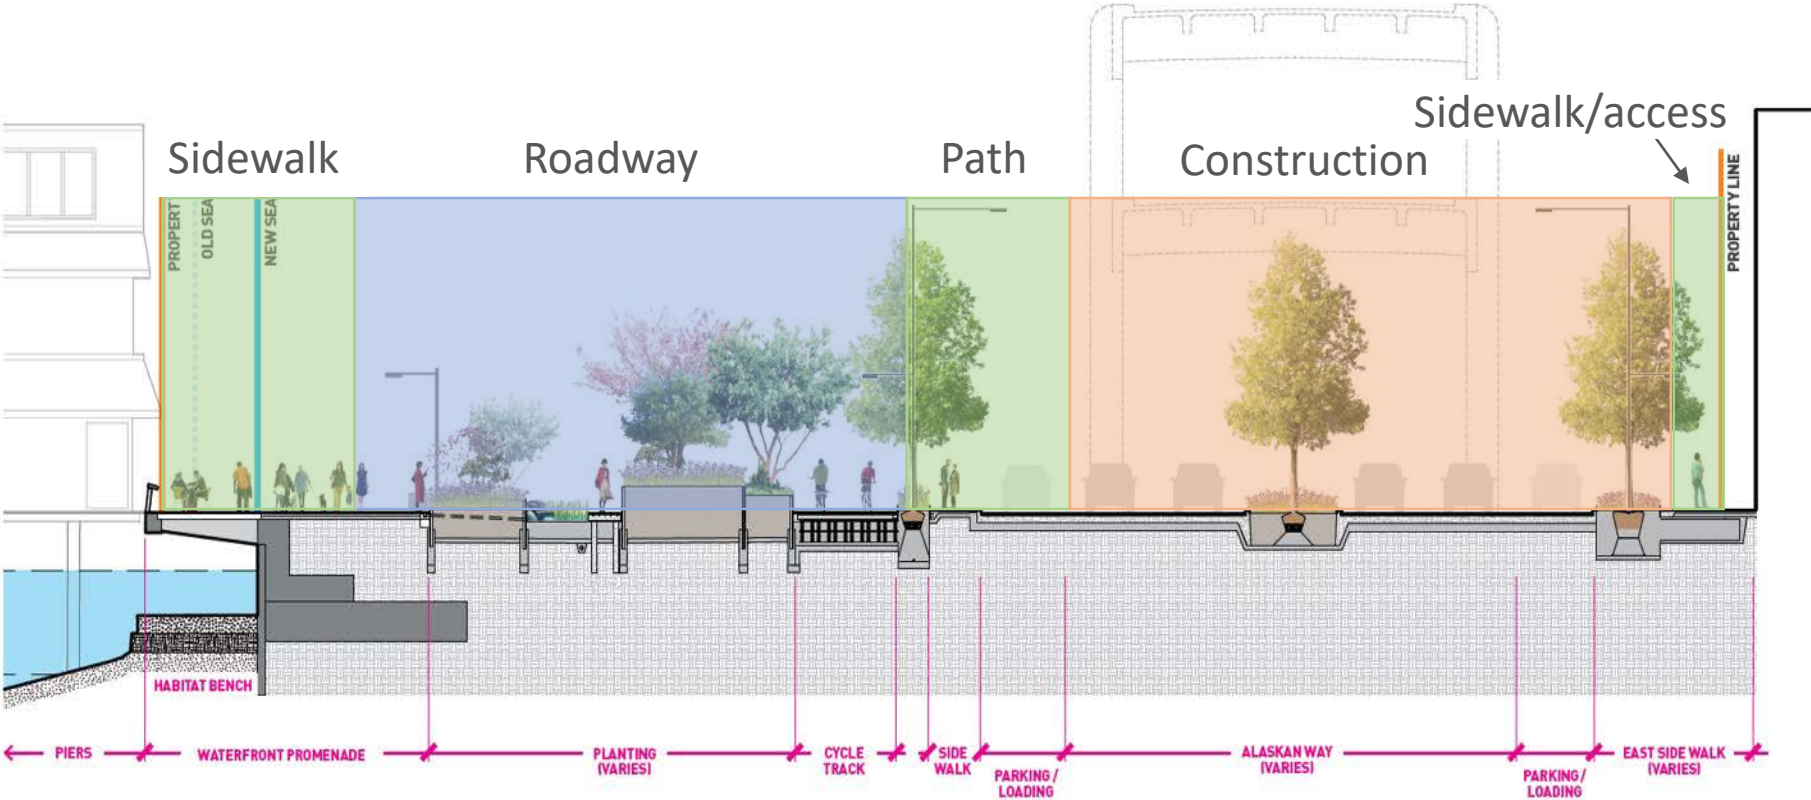 Sidewalk/access
Sidewalk
Roadway
Path
Construction
PROPERT
OLD SEA
NEW SEA
PROPERTY LINE
HABITAT BENCH
PIERS
WATERFRONT PROMENADE
PLANTING
(VARIES)
CYCLE
TRACK
SIDE
WALK
PARKING /
LOADING
ALASKAN WAY
(VARIES)
PARKING/
LOADING
EAST SIDE WALK
(VARIES)